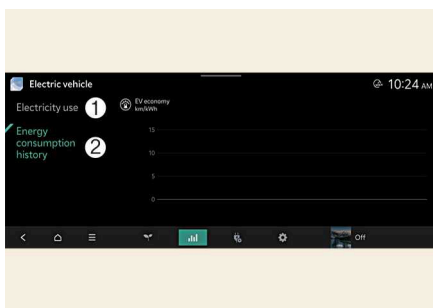 Electric vehicle
10:24 AM
Electricity use
1
EV economy
km/kWh
Energy
consumption
history
2
15
10
5
0
Off